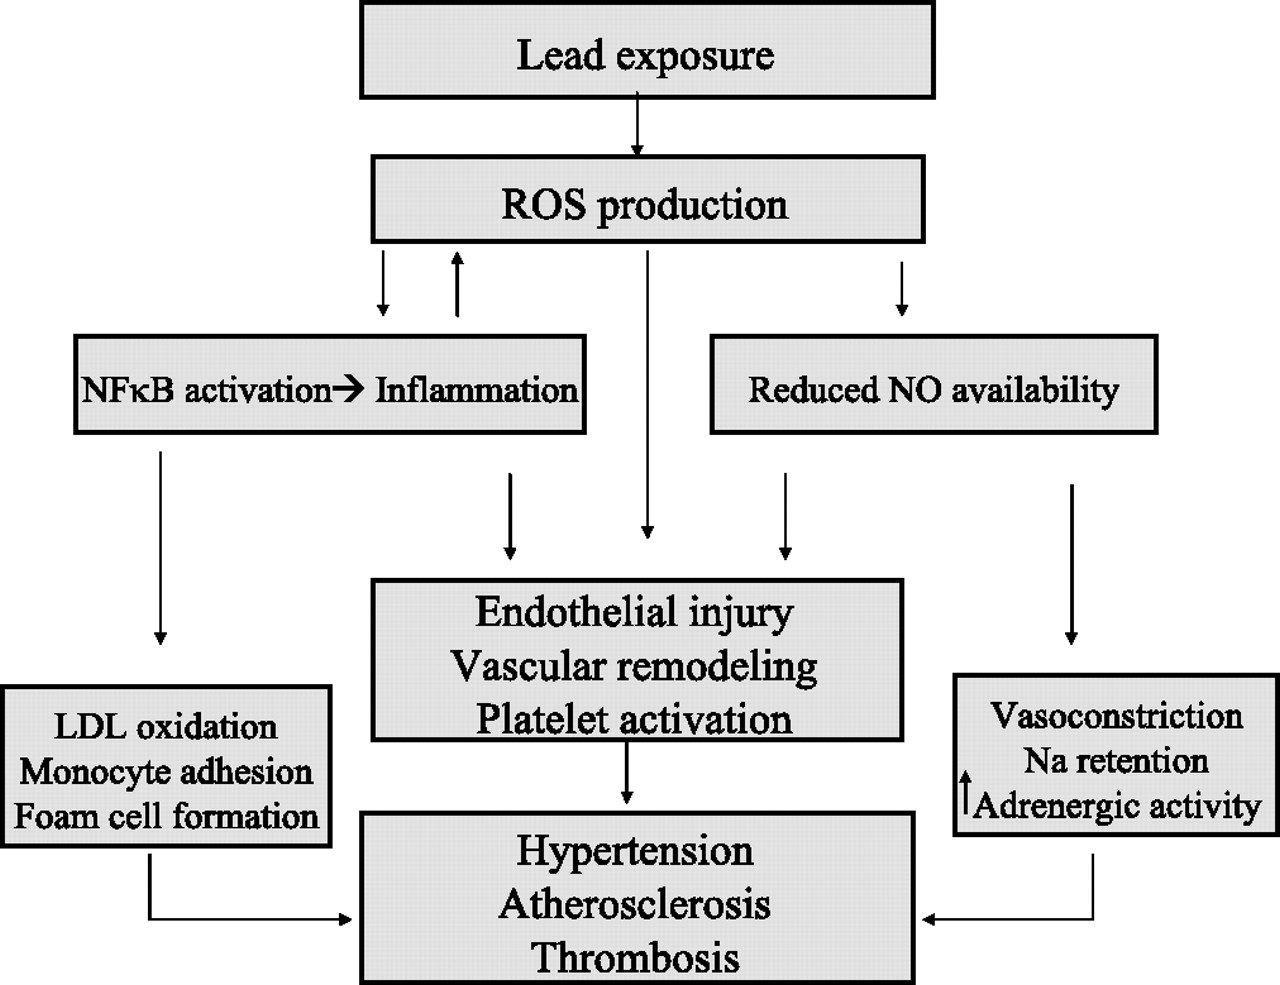 Lead exposure
ROS production
NFκB activation→ Inflammation
Reduced NO availability
Endothelial injury
Vascular remodeling
Platelet activation
LDL oxidation
Monocyte adhesion
Foam cell formation
Vasoconstriction
Na retention
↑Adrenergic activity
Hypertension
Atherosclerosis
Thrombosis